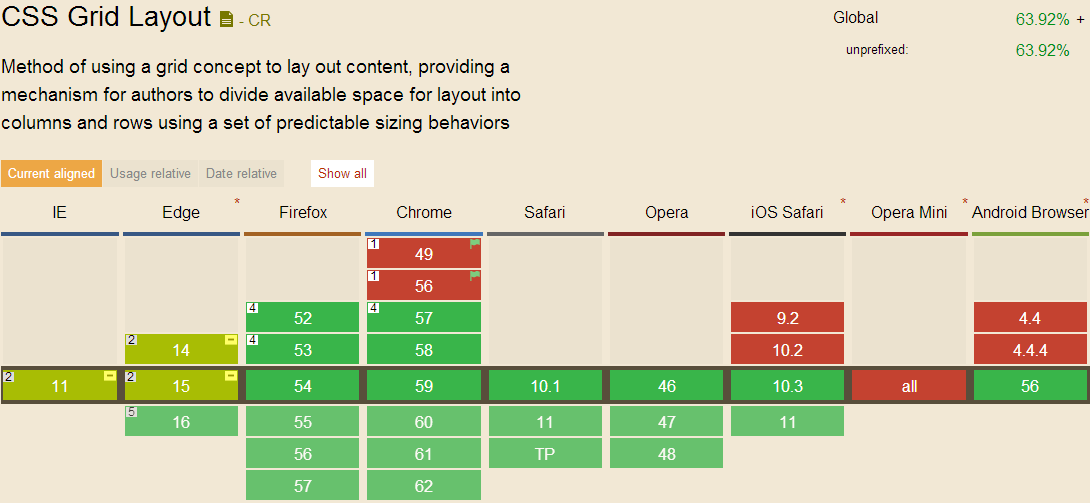 CSS Grid Layout - CR
Global 63.92% +
unprefixed: 63.92%
Method of using a grid concept to lay out content, providing a
mechanism for authors to divide available space for layout into
columns and rows using a set of predictable sizing behaviors
Current aligned Usage relative Date relative Show all
IE Edge * Firefox Chrome Safari Opera iOS Safari * Opera Mini * Android Browser *
1 49
1 56
4 52 4 57 9.2 4.4
2 14 4 53 58 10.2 4.4.4
2 11 2 15 54 59 10.1 46 10.3 all 56
5 16 55 60 11 47 11
56 61 TP 48
57 62